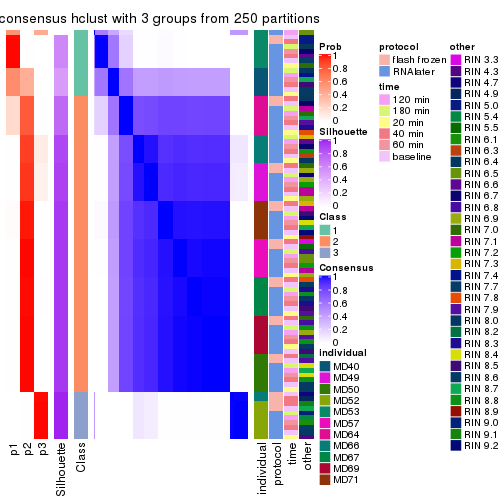 consensus hclust with 3 groups from 250 partitions
Prob
1
0.8
0.6
0.4
0.2
0
Silhouette
1
0.8
0.6
0.4
0.2
0
Class
1
2
3
Consensus
1
0.8
0.6
0.4
0.2
0
individual
MD40
MD49
MD50
MD52
MD53
MD57
MD64
MD66
MD67
MD69
MD71
protocol
flash frozen
RNAlater
time
120 min
180 min
20 min
40 min
60 min
baseline
other
RIN 3.3
RIN 4.3
RIN 4.7
RIN 4.9
RIN 5.0
RIN 5.4
RIN 5.5
RIN 6.1
RIN 6.3
RIN 6.4
RIN 6.5
RIN 6.6
RIN 6.7
RIN 6.8
RIN 6.9
RIN 7.0
RIN 7.1
RIN 7.2
RIN 7.3
RIN 7.4
RIN 7.7
RIN 7.8
RIN 7.9
RIN 8.0
RIN 8.2
RIN 8.3
RIN 8.4
RIN 8.5
RIN 8.6
RIN 8.7
RIN 8.8
RIN 8.9
RIN 9.0
RIN 9.1
RIN 9.2
p1
p2
p3
Silhouette
Class
individual
protocol
time
other